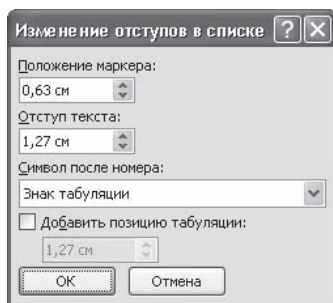 Изменение отступов в списке
Положение маркера:
0,63 см
Отступ текста:
1,27 см
Символ после номера:
Знак табуляции
Добавить позицию табуляции:
1,27 см
ОК Отмена